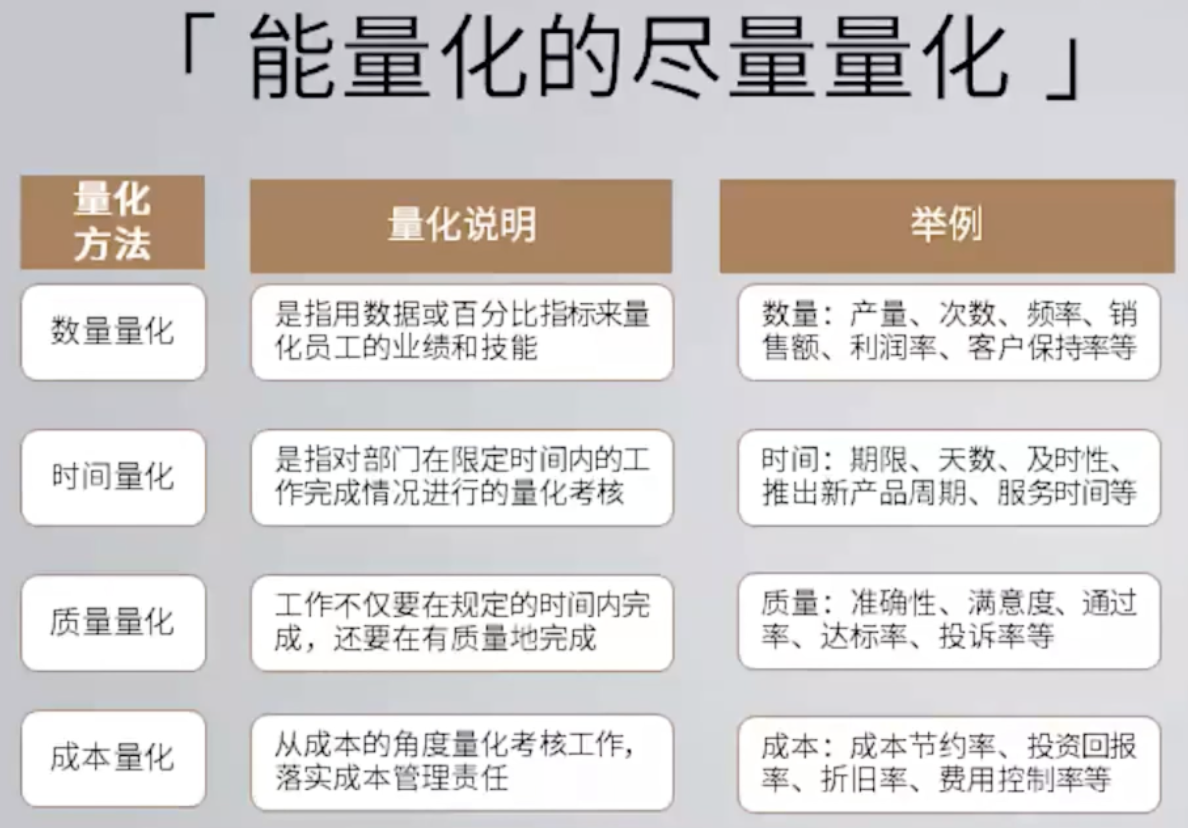 「能量化的尽量量化」
量化
方法
量化说明
举例
数量量化
是指用数据或百分比指标来量
化员工的业绩和技能
数量：产量、次数、频率、销
售额、利润率、客户保持率等
时间量化
是指对部门在限定时间内的工
作完成情况进行的量化考核
时间：期限、天数、及时性、
推出新产品周期、服务时间等
质量量化
工作不仅要在规定的时间内完
成，还要在有质量地完成
质量：准确性、满意度、通过
率、达标率、投诉率等
成本量化
从成本的角度量化考核工作，
落实成本管理责任
成本：成本节约率、投资回报
率、折旧率、费用控制率等